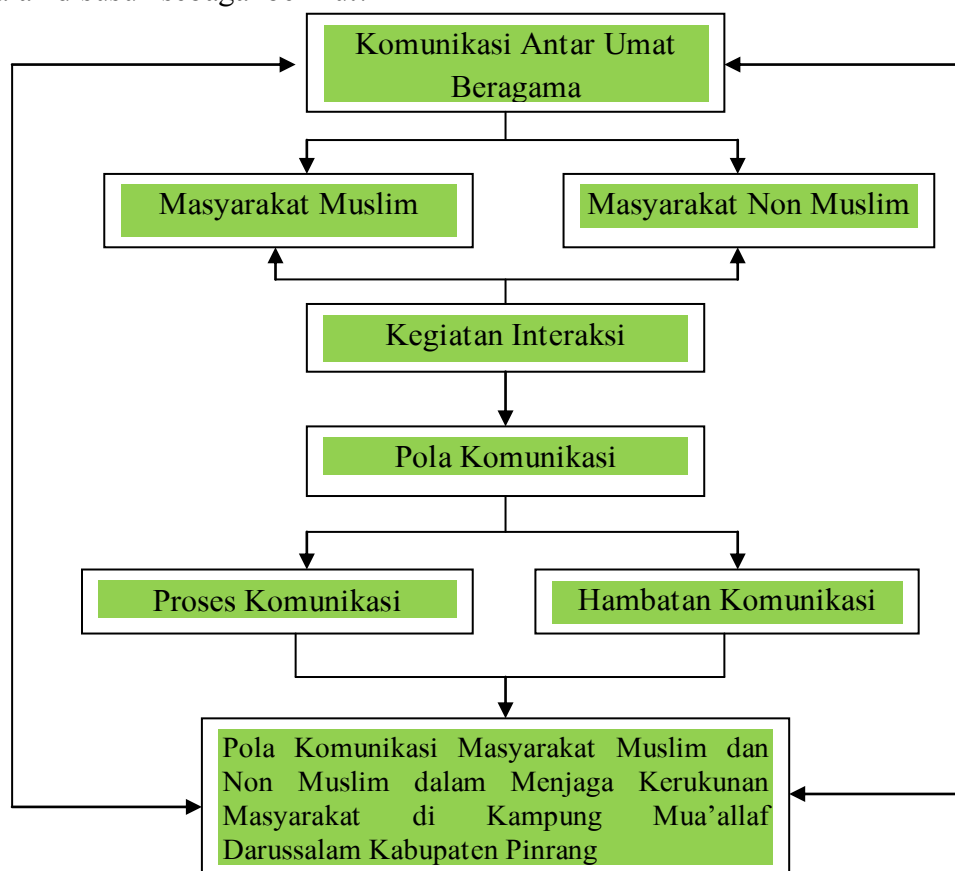 Komunikasi Antar Umat
Beragama
Masyarakat Muslim
Masyarakat Non Muslim
Kegiatan Interaksi
Pola Komunikasi
Proses Komunikasi
Hambatan Komunikasi
Pola Komunikasi Masyarakat Muslim dan
Non Muslim dalam Menjaga Kerukunan
Masyarakat di Kampung Mua'allaf
Darussalam Kabupaten Pinrang